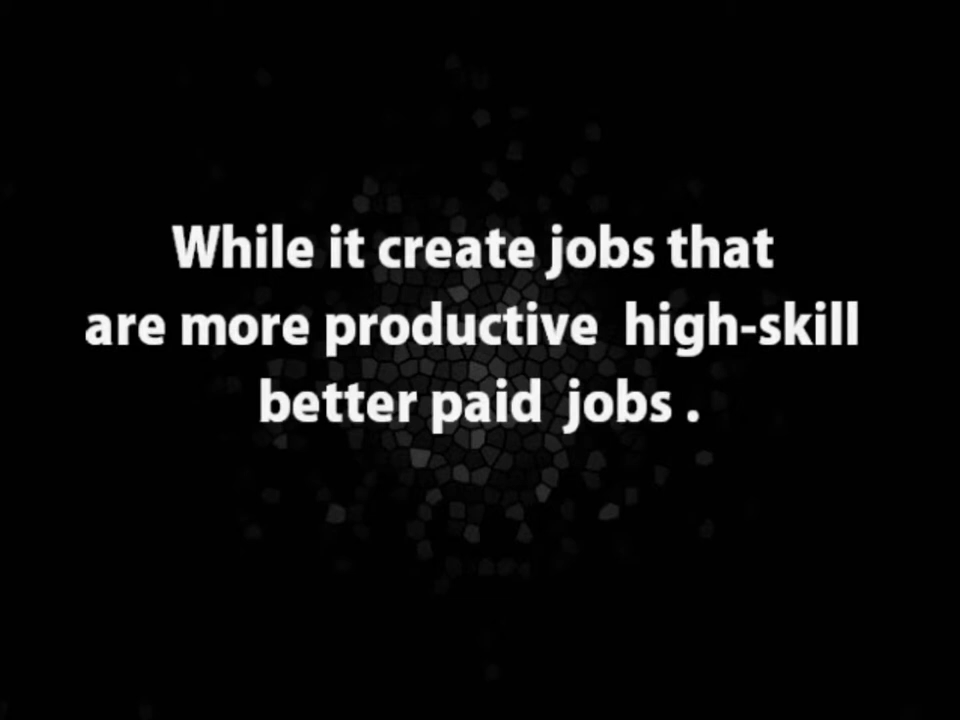 While it create jobs that
are more productive  high-skill
better paid  jobs .